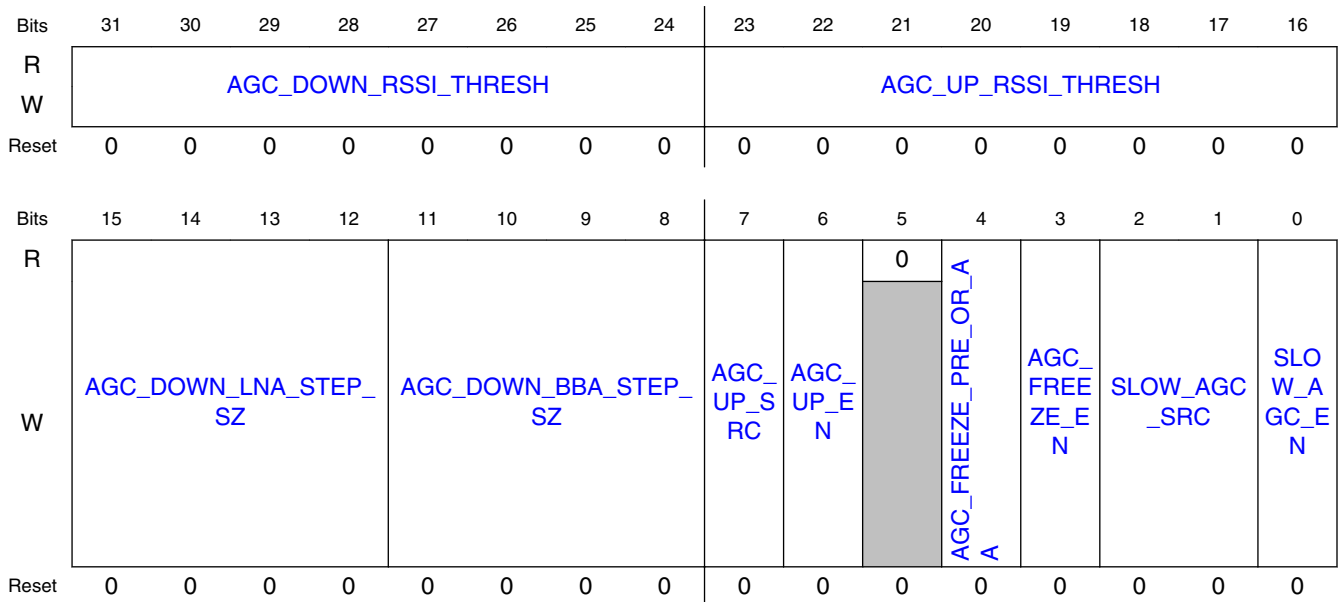 Bits 31 30 29 28 27 26 25 24 23 22 21 20 19 18 17 16
R
AGC_DOWN_RSSI_THRESH AGC_UP_RSSI_THRESH
W
Reset 0 0 0 0 0 0 0 0 0 0 0 0 0 0 0 0
Bits 15 14 13 12 11 10 9 8 7 6 5 4 3 2 1 0
R 0
W
AGC_DOWN_LNA_STEP_
SZ
AGC_DOWN_BBA_STEP_
SZ
AGC_
UP_S
RC
AGC_
UP_E
N
AGC_FREEZE_PRE_OR_A
A
AGC_
FREE
ZE_E
N
SLOW_AGC
_SRC
SLO
W_A
GC_E
N
Reset 0 0 0 0 0 0 0 0 0 0 0 0 0 0 0 0